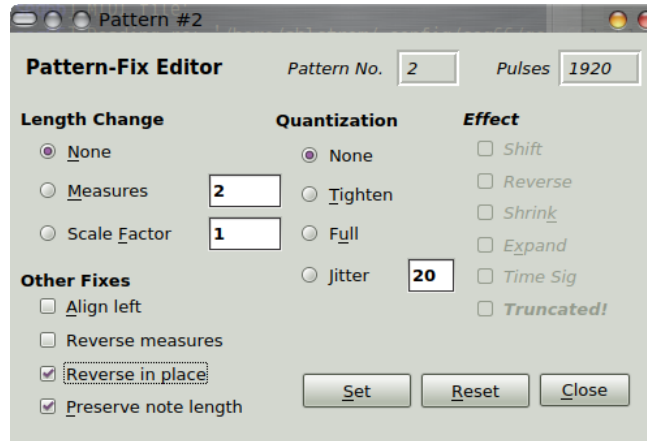 Pattern #2
Pattern-Fix Editor Pattern No. 2 Pulses 1920
Length Change
None
Measures 2
Scale Factor 1
Other Fixes
Align left
Reverse measures
Reverse in place
Preserve note length
Quantization
None
Tighten
Full
Jitter 20
Effect
Shift
Reverse
Shrink
Expand
Time Sig
Truncated!
Set Reset Close